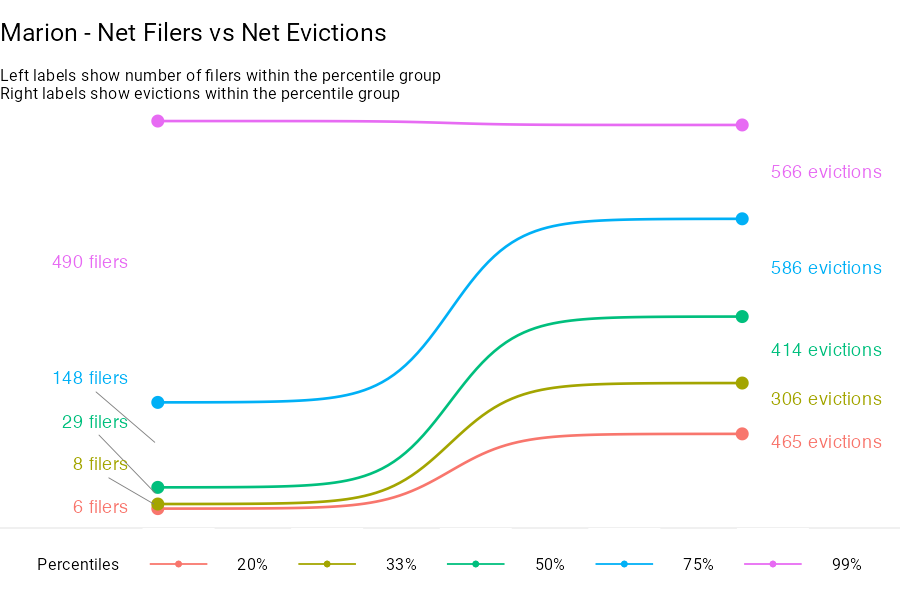 Marion - Net Filers vs Net Evictions
Left labels show number of filers within the percentile group
Right labels show evictions within the percentile group
566 evictions
490 filers
586 evictions
414 evictions
148 filers
306 evictions
29 filers
465 evictions
8 filers
6 filers
Percentiles 20% 33% 50% 75% 99%